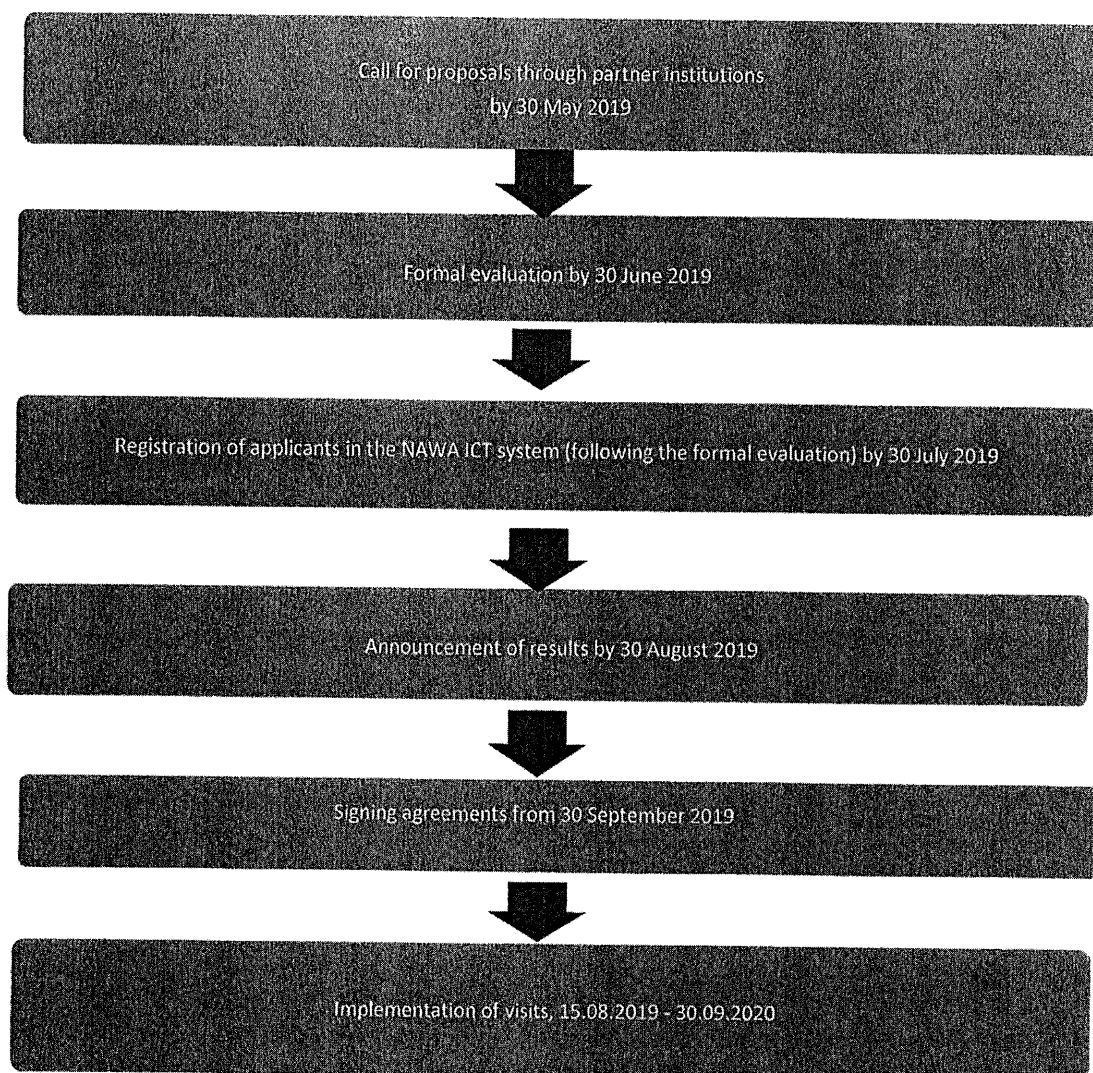 Call for proposals through partner institutions
by 30 May 2019
Formal evaluation by 30 June 2019
Registration of applicants in the NAWA ICT system (following the formal evaluation) by 30 July 2019
Announcement of results by 30 August 2019
Signing agreements from 30 September 2019
Implementation of visits, 15.08.2019 - 30.09.2020